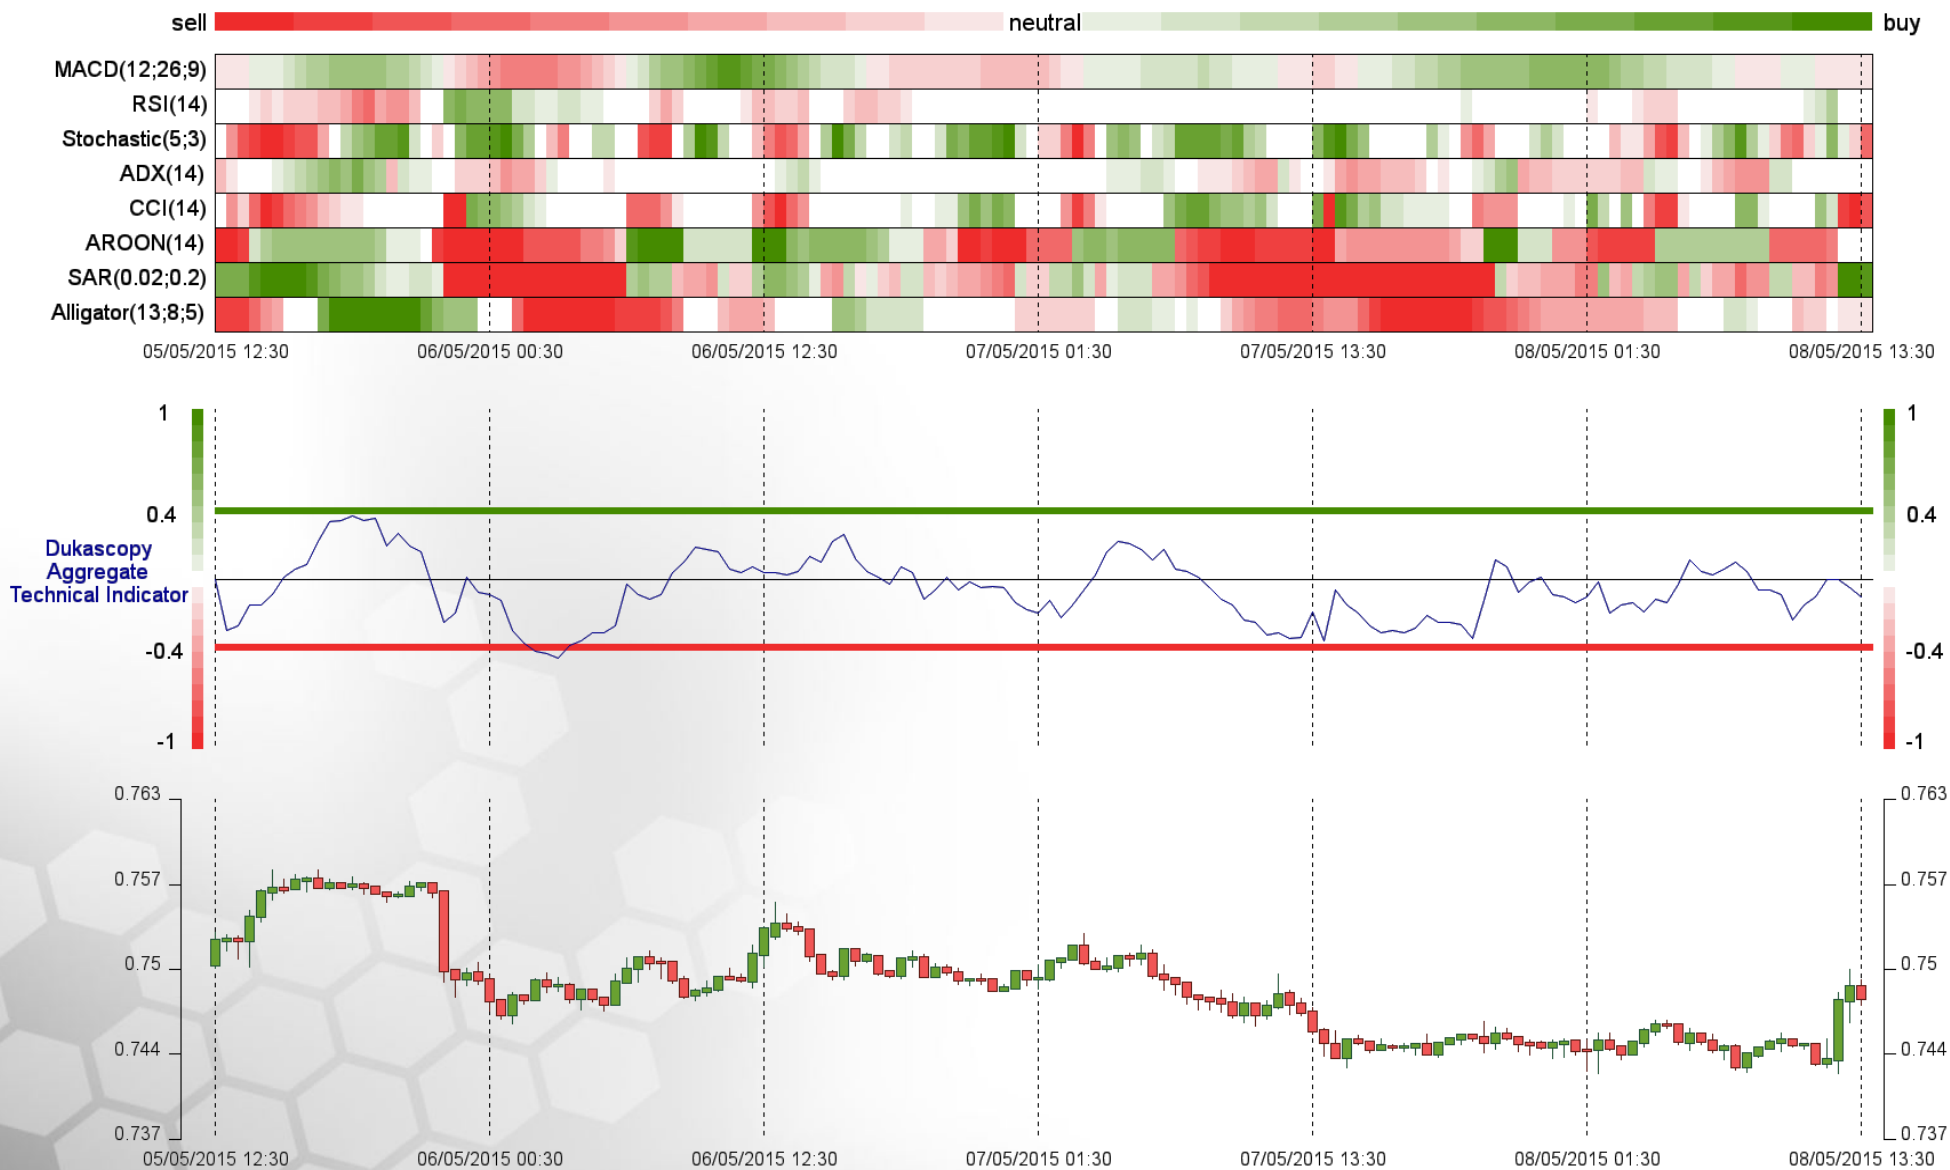 sell neutral buy
MACD(12;26;9)
RSI(14)
Stochastic(5;3)
ADX(14)
CCI(14)
AROON(14)
SAR(0.02;0.2)
Alligator(13;8;5)
05/05/2015 12:30 06/05/2015 00:30 06/05/2015 12:30 07/05/2015 01:30 07/05/2015 13:30 08/05/2015 01:30 08/05/2015 13:30
1 1
0.4 0.4
Dukascopy
Aggregate
Technical Indicator
-0.4 -0.4
-1 -1
0.763 0.763
0.757 0.757
0.75 0.75
0.744 0.744
0.737 0.737
05/05/2015 12:30 06/05/2015 00:30 06/05/2015 12:30 07/05/2015 01:30 07/05/2015 13:30 08/05/2015 01:30 08/05/2015 13:30